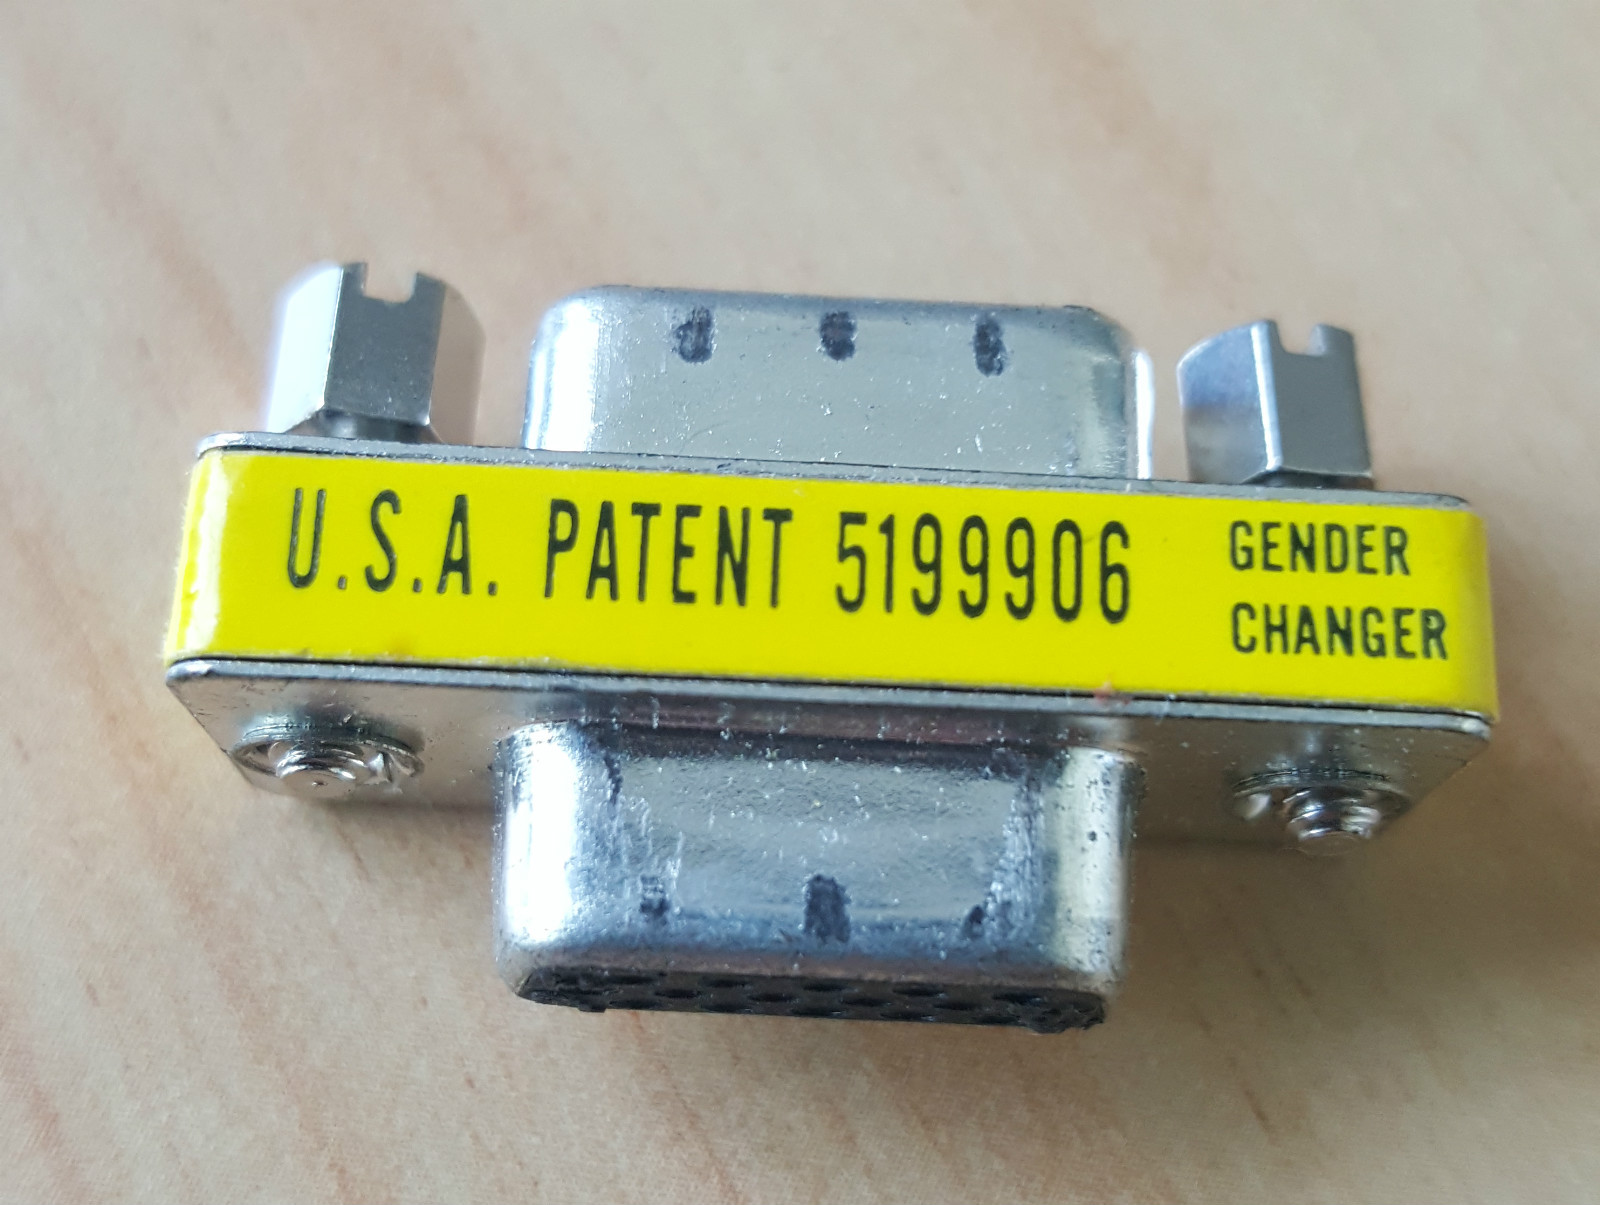 U.S.A. PATENT 5199906
GENDER
CHANGER